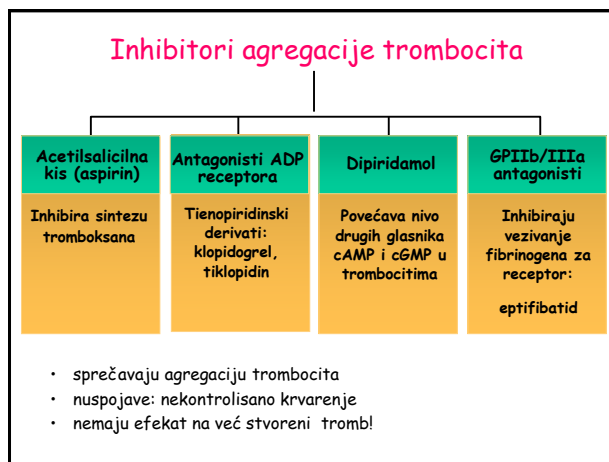 Inhibitori agregacije trombocita
Acetilsalicilna
kis (aspirin)
Inhibira sintezu
tromboksana
Antagonisti ADP
receptora
Tienopiridinski
derivati:
klopidogrel,
tiklopidin
Dipiridamol
Povećava nivo
drugih glasnika
cAMP i cGMP u
trombocitima
GPIIb/IIIa
antagonisti
Inhibiraju
vezivanje
fibrinogena za
receptor:
eptifibatid
• sprečavaju agregaciju trombocita
• nuspojave: nekontrolisano krvarenje
• nemaju efekat na već stvoreni tromb!